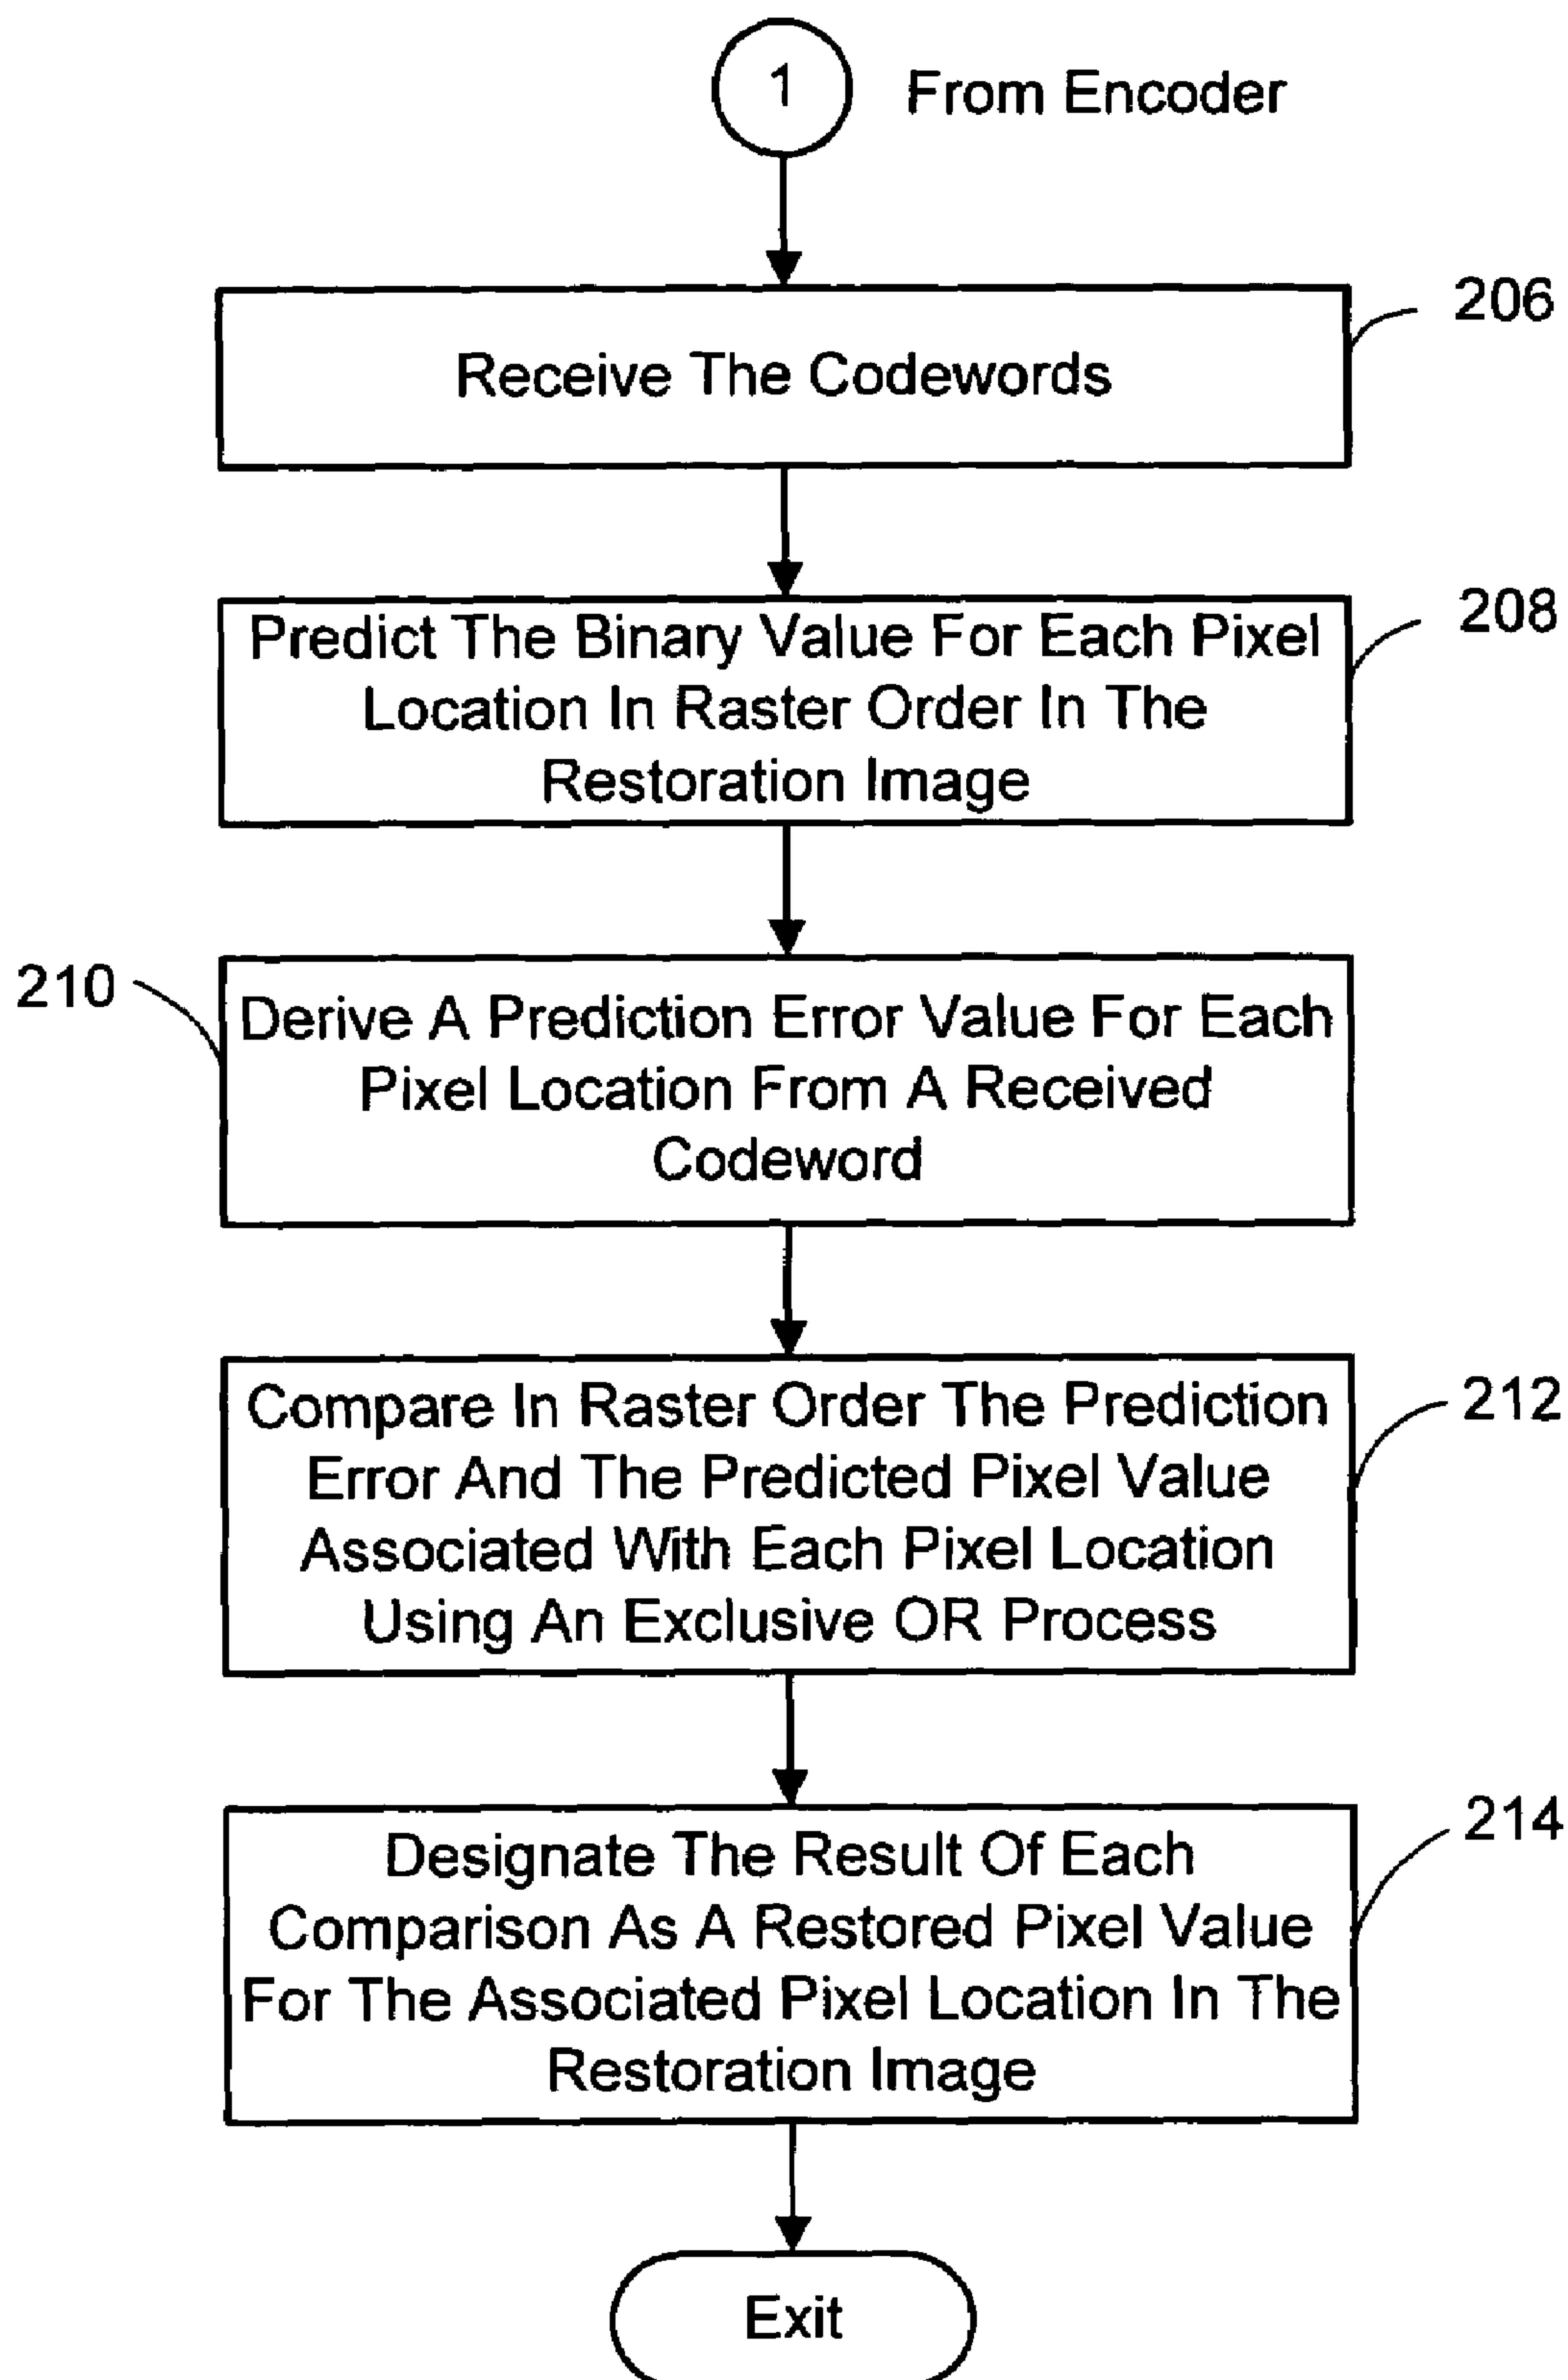 1
From Encoder
206
Receive The Codewords
208
Predict The Binary Value For Each Pixel
Location In Raster Order In The
Restoration Image
210
Derive A Prediction Error Value For Each
Pixel Location From A Received
Codeword
212
Compare In Raster Order The Prediction
Error And The Predicted Pixel Value
Associated With Each Pixel Location
Using An Exclusive OR Process
214
Designate The Result Of Each
Comparison As A Restored Pixel Value
For The Associated Pixel Location In The
Restoration Image
Exit